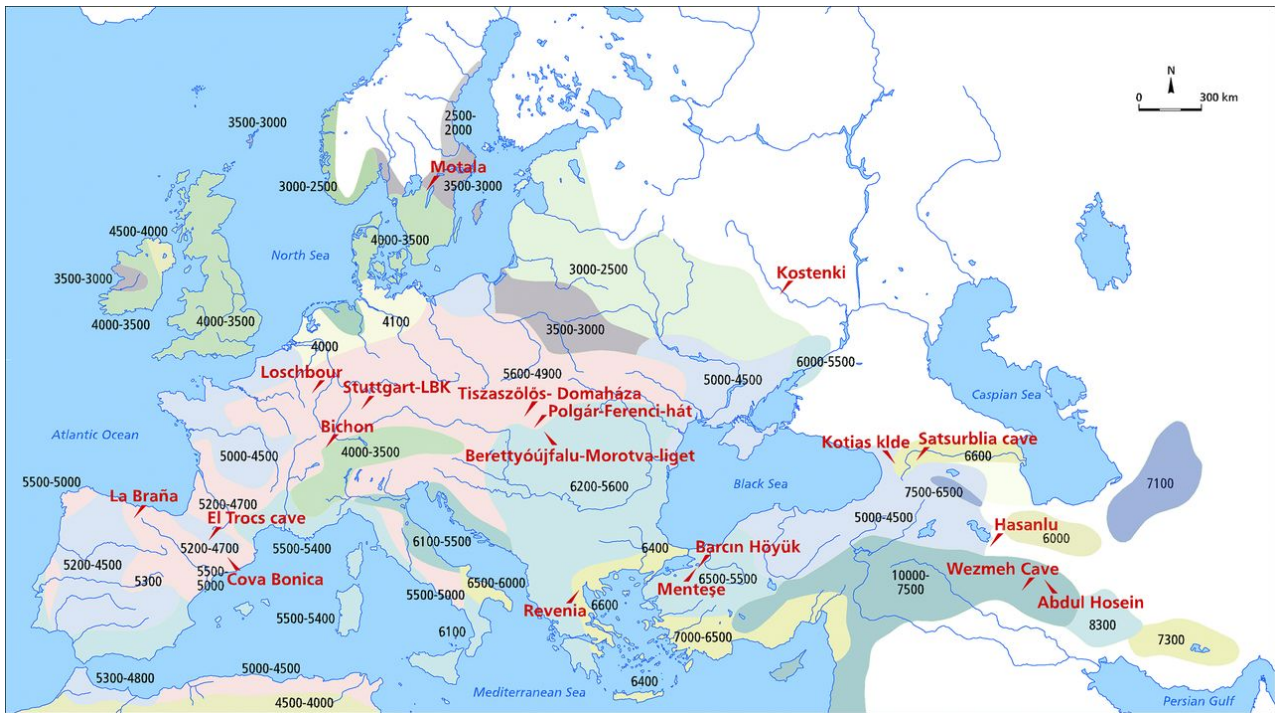 N
0 300 km
3500-3000
2500-
2000
Motala
3500-3000
3000-2500
4500-4000
North Sea
4000-3500
3500-3000
3000-2500
Kostenki
4000-3500
4000-3500
4100
3500-3000
4000
6000-5500
Loschbour
Stuttgart-LBK
5600-4900
5000-4500
Tiszaszőlős- Domaháza
Polgár-Ferenci-hát
Caspian Sea
Bichon
Atlantic Ocean
4000-3500
Berettyóújfalu-Morotva-liget
Kotias klde
Satsurblia cave
6600
5000-4500
5500-5000
6200-5600
Black Sea
7100
La Braña
5200-4700
7500-6500
El Trocs cave
5000-4500
Hasanlu
6000
5200-4700
5500-5400
6100-5500
6400
Barcın Höyük
5200-4500
5300
5500-
5000
Cova Bonica
6500-6000
6500-5500
Menteşe
10000-
7500
Wezmeh Cave
Abdul Hosein
5500-5000
Revenia
6600
5500-5400
6100
7000-6500
8300
7300
5000-4500
5300-4800
6400
4500-4000
Mediterranean Sea
Persian Gulf